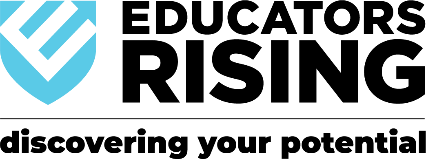 EDUCATORS
RISING
discovering your potential